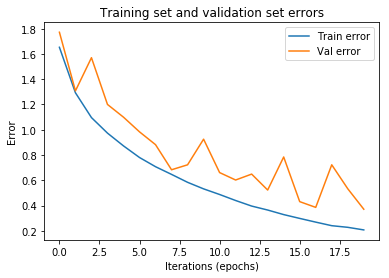 Training set and validation set errors
Train error
Val error
Error
1.8
1.6
1.4
1.2
1.0
0.8
0.6
0.4
0.2
0.0 2.5 5.0 7.5 10.0 12.5 15.0 17.5
Iterations (epochs)